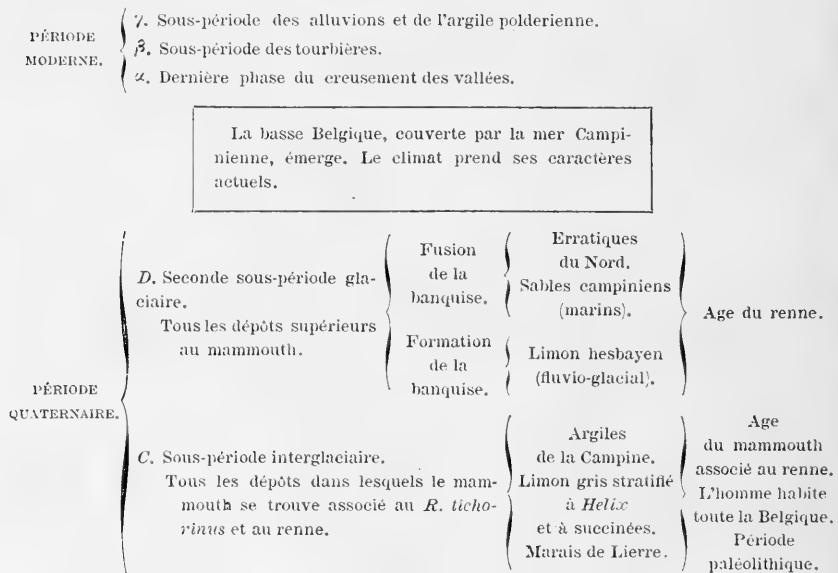 PÉRIODE
MODERNE.
γ. Sous-période des alluvions et de l'argile polderienne.
β. Sous-période des tourbières.
α. Dernière phase du creusement des vallées.
La basse Belgique, couverte par la mer Campi-
nienne, émerge. Le climat prend ses caractères
actuels.
PÉRIODE
QUATERNAIRE.
D. Seconde sous-période gla-
ciaire.
Tous les dépôts supérieurs
au mammouth.
Fusion
de la
banquise.
Erratiques
du Nord.
Sables campiniens
(marins).
Formation
de la
banquise.
Limon hesbayen
(fluvio-glacial).
Age du renne.
C. Sous-période interglaciaire.
Tous les dépôts dans lesquels le mam-
mouth se trouve associé au R. ticho-
rinus et au renne.
Argiles
de la Campine.
Limon gris stratifié
à Helix
et à succinées.
Marais de Lierre.
Age
du mammouth
associé au renne.
L'homme habite
toute la Belgique.
Période
paléolithique.